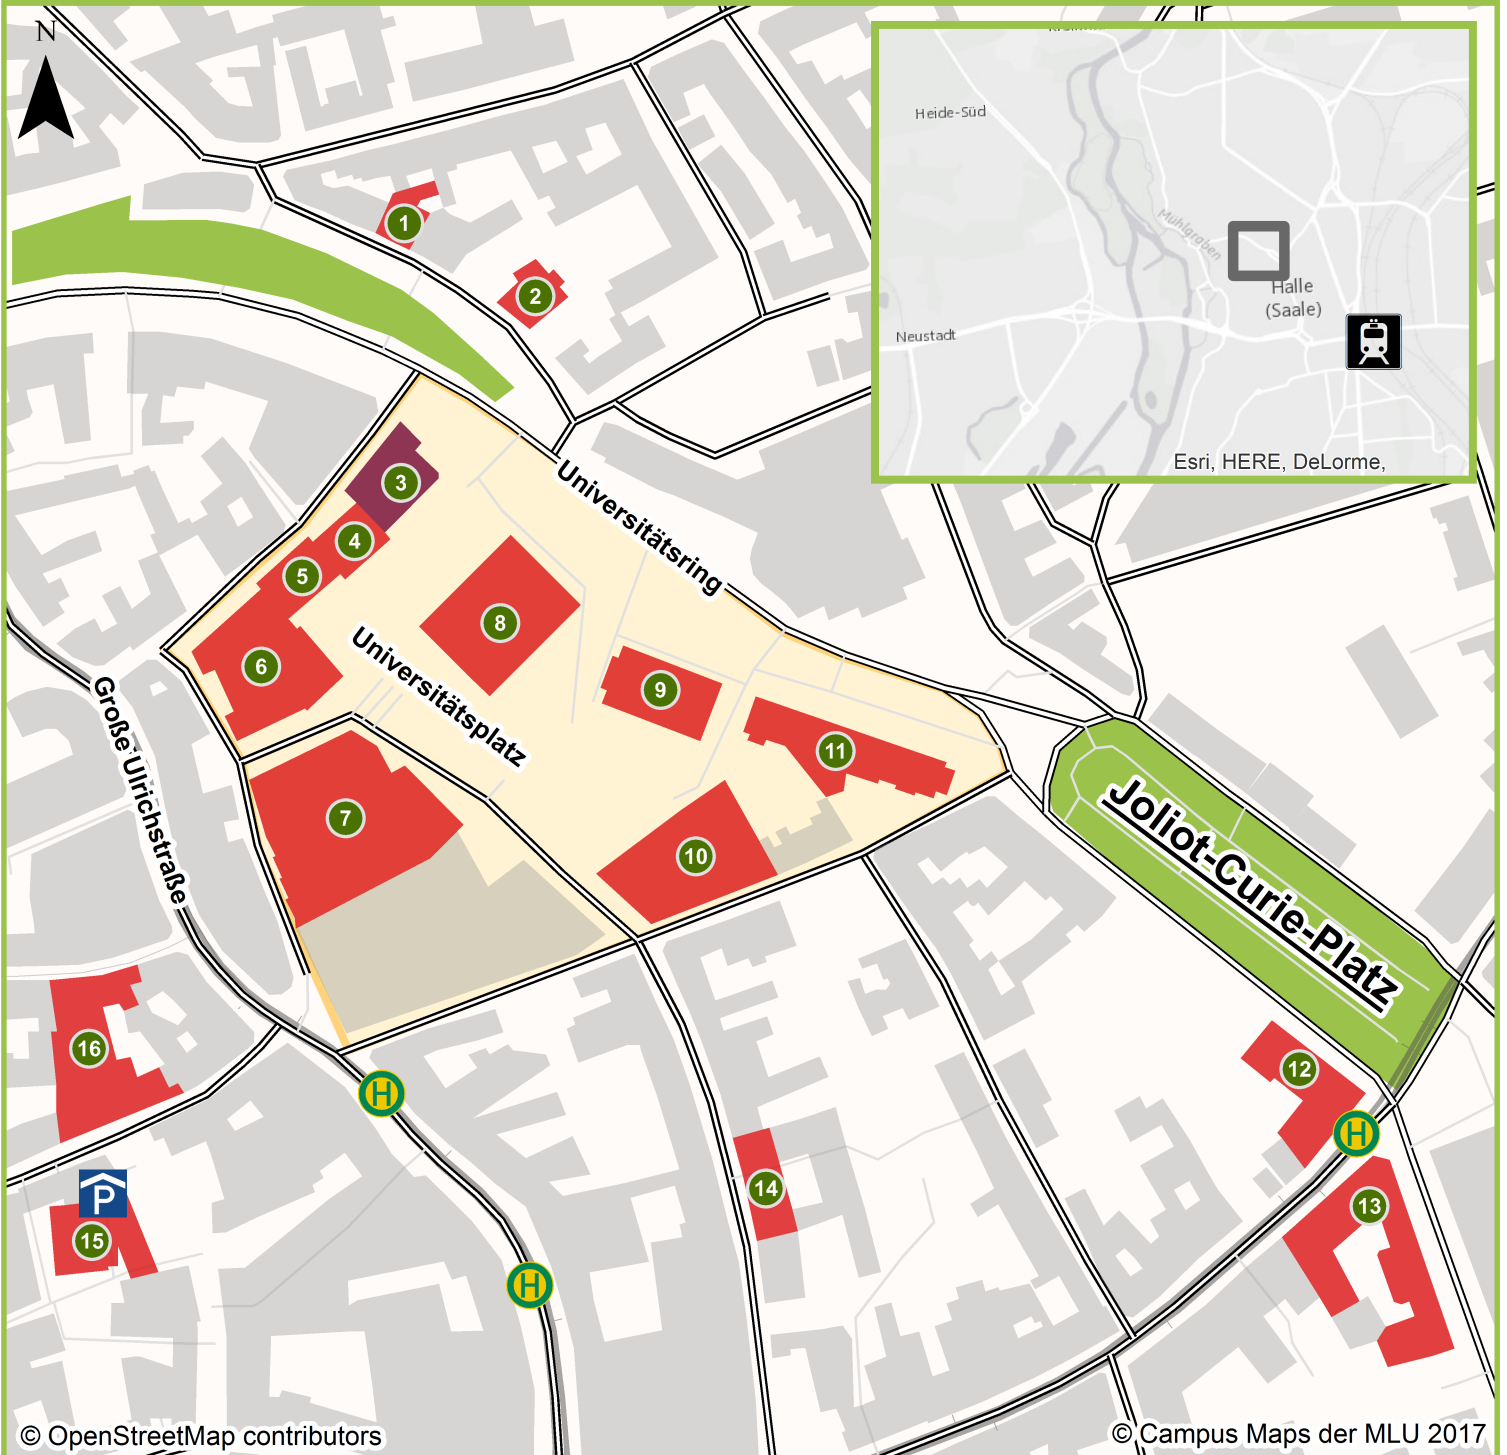 N
Heide-Süd
Mühlgraben
Halle
(Saale)
Neustadt
Esri, HERE, DeLorme,
1
2
3
4
5
6
7
8
9
10
11
12
13
14
15
16
Universitätsring
Universitätsplatz
Große Ulrichstraße
Joliot-Curie-Platz
H
H
H
P
© OpenStreetMap contributors
© Campus Maps der MLU 2017